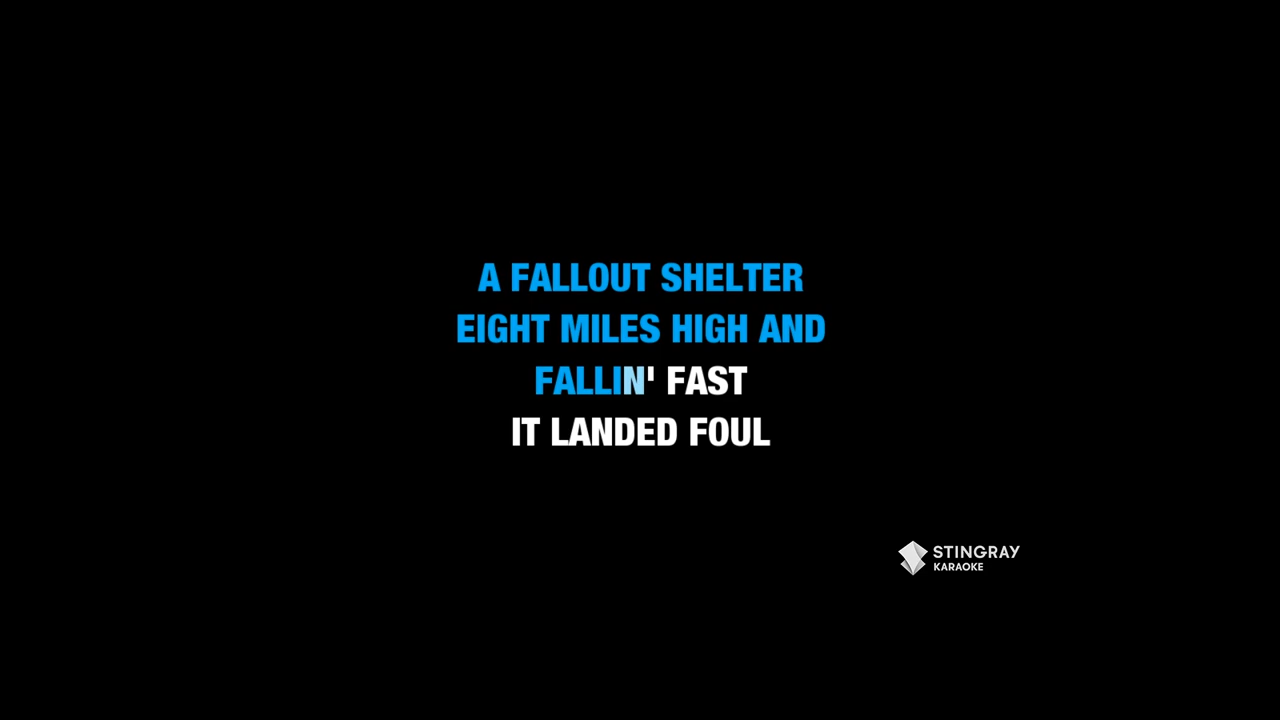 A FALLOUT SHELTER
EIGHT MILES HIGH AND
FALLIN' FAST
IT LANDED FOUL
STINGRAY
KARAOKE